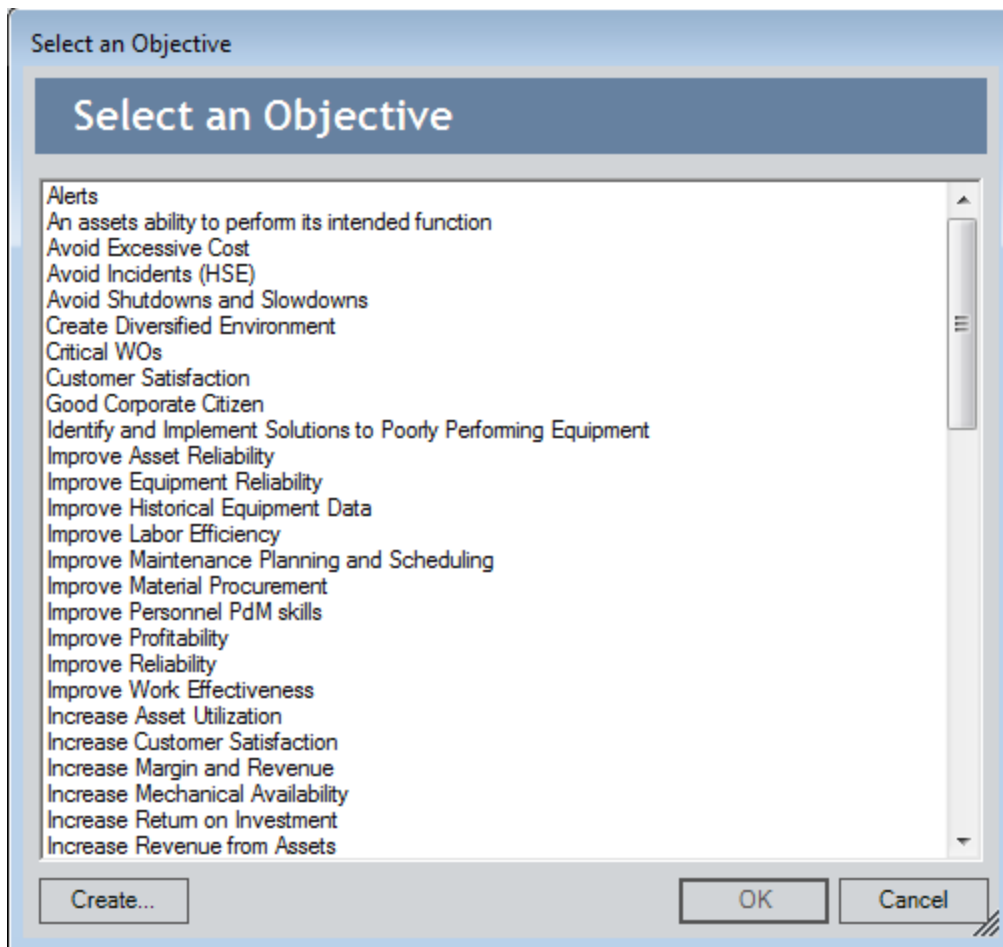 Select an Objective
Select an Objective
Alerts
An assets ability to perform its intended function
Avoid Excessive Cost
Avoid Incidents (HSE)
Avoid Shutdowns and Slowdowns
Create Diversified Environment
Critical WOs
Customer Satisfaction
Good Corporate Citizen
Identify and Implement Solutions to Poorly Performing Equipment
Improve Asset Reliability
Improve Equipment Reliability
Improve Historical Equipment Data
Improve Labor Efficiency
Improve Maintenance Planning and Scheduling
Improve Material Procurement
Improve Personnel PdM skills
Improve Profitability
Improve Reliability
Improve Work Effectiveness
Increase Asset Utilization
Increase Customer Satisfaction
Increase Margin and Revenue
Increase Mechanical Availability
Increase Return on Investment
Increase Revenue from Assets
Create... OK Cancel